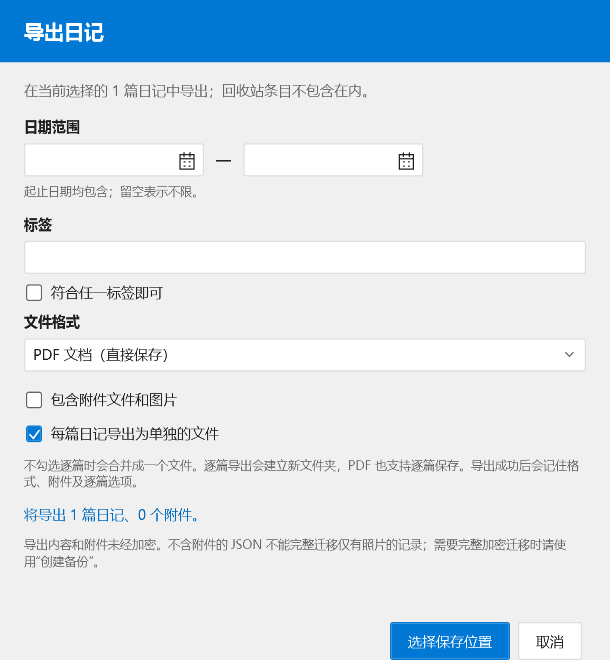 导出日记
在当前选择的 1 篇日记中导出；回收站条目不包含在内。
日期范围
—
起止日期均包含；留空表示不限。
标签
符合任一标签即可
文件格式
PDF 文档（直接保存）
包含附件文件和图片
每篇日记导出为单独的文件
不勾选逐篇时会合并成一个文件。逐篇导出会建立新文件夹，PDF 也支持逐篇保存。导出成功后会记住格
式、附件及逐篇选项。
将导出 1 篇日记、0 个附件。
导出内容和附件未经加密。不含附件的 JSON 不能完整迁移仅有照片的记录；需要完整加密迁移时请使
用“创建备份”。
选择保存位置 取消